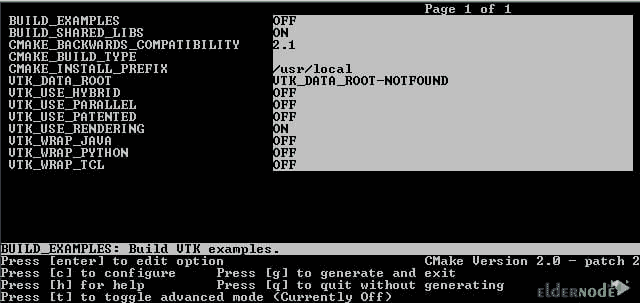 Page 1 of 1
BUILD_EXAMPLES OFF
BUILD_SHARED_LIBS ON
CMAKE_BACKWARDS_COMPATIBILITY 2.1
CMAKE_BUILD_TYPE
CMAKE_INSTALL_PREFIX /usr/local
VTK_DATA_ROOT VTK_DATA_ROOT-NOTFOUND
VTK_USE_HYBRID OFF
VTK_USE_PARALLEL OFF
VTK_USE_PATENTED OFF
VTK_USE_RENDERING ON
VTK_WRAP_JAVA OFF
VTK_WRAP_PYTHON OFF
VTK_WRAP_TCL OFF
BUILD_EXAMPLES: Build VTK examples.
Press [enter] to edit option CMake Version 2.0 - patch 2
Press [c] to configure Press [g] to generate and exit
Press [h] for help Press [q] to quit without generating
Press [t] to toggle advanced mode (Currently Off)
ELDERNODE